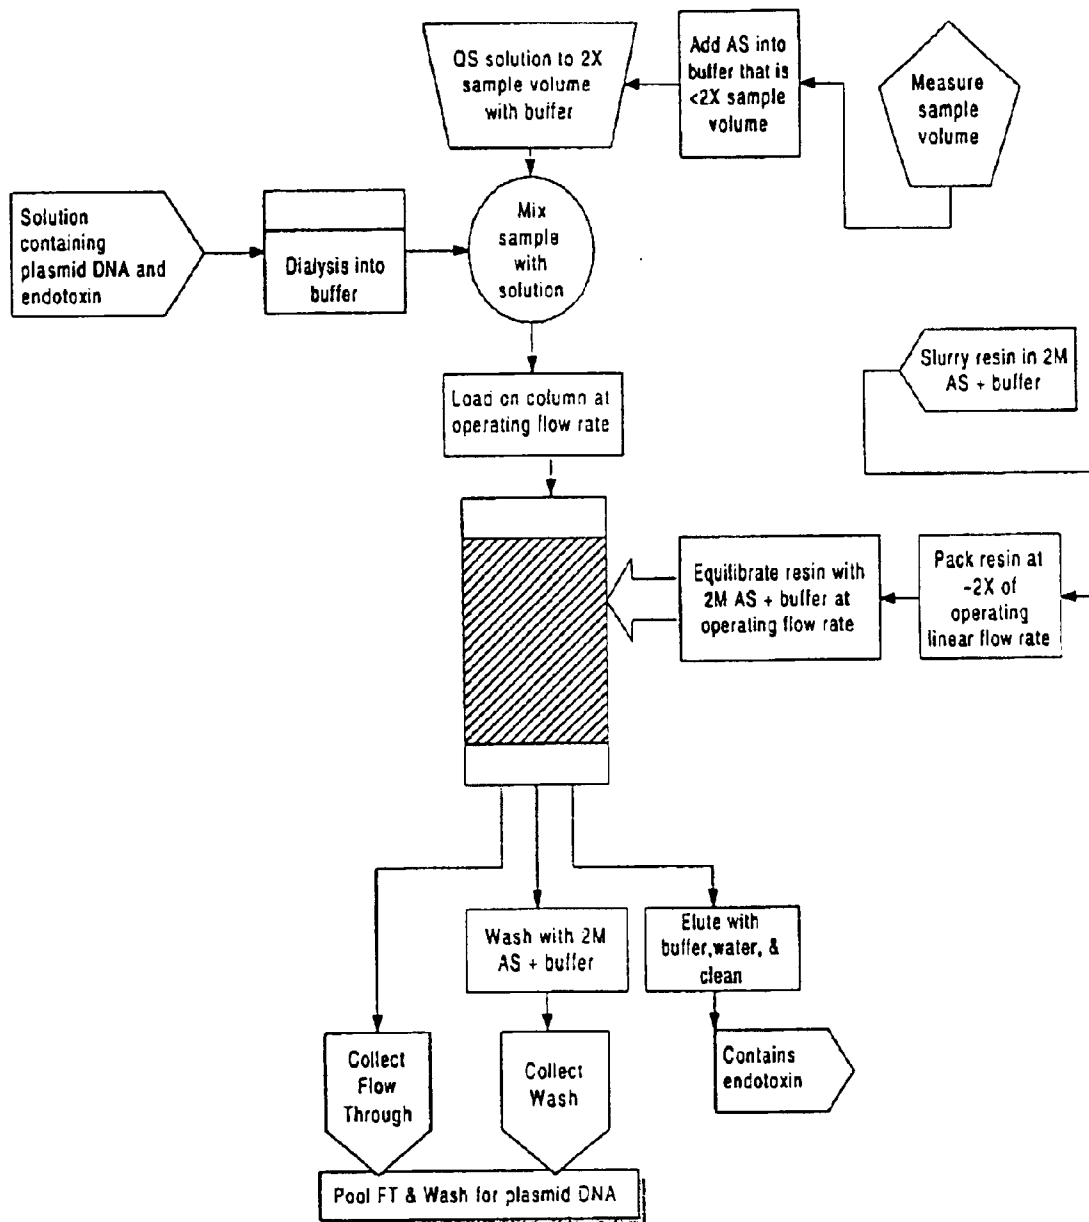 QS solution to 2X
sample volume
with buffer
Add AS into
buffer that is
<2X sample
volume
Measure
sample
volume
Solution
containing
plasmid DNA and
endotoxin
Dialysis into
buffer
Mix
sample
with
solution
Load on column at
operating flow rate
Slurry resin in 2M
AS + buffer
Equilibrate resin with
2M AS + buffer at
operating flow rate
Pack resin at
~2X of
operating
linear flow rate
Wash with 2M
AS + buffer
Elute with
buffer,water, &
clean
Collect
Flow
Through
Collect
Wash
Contains
endotoxin
Pool FT & Wash for plasmid DNA